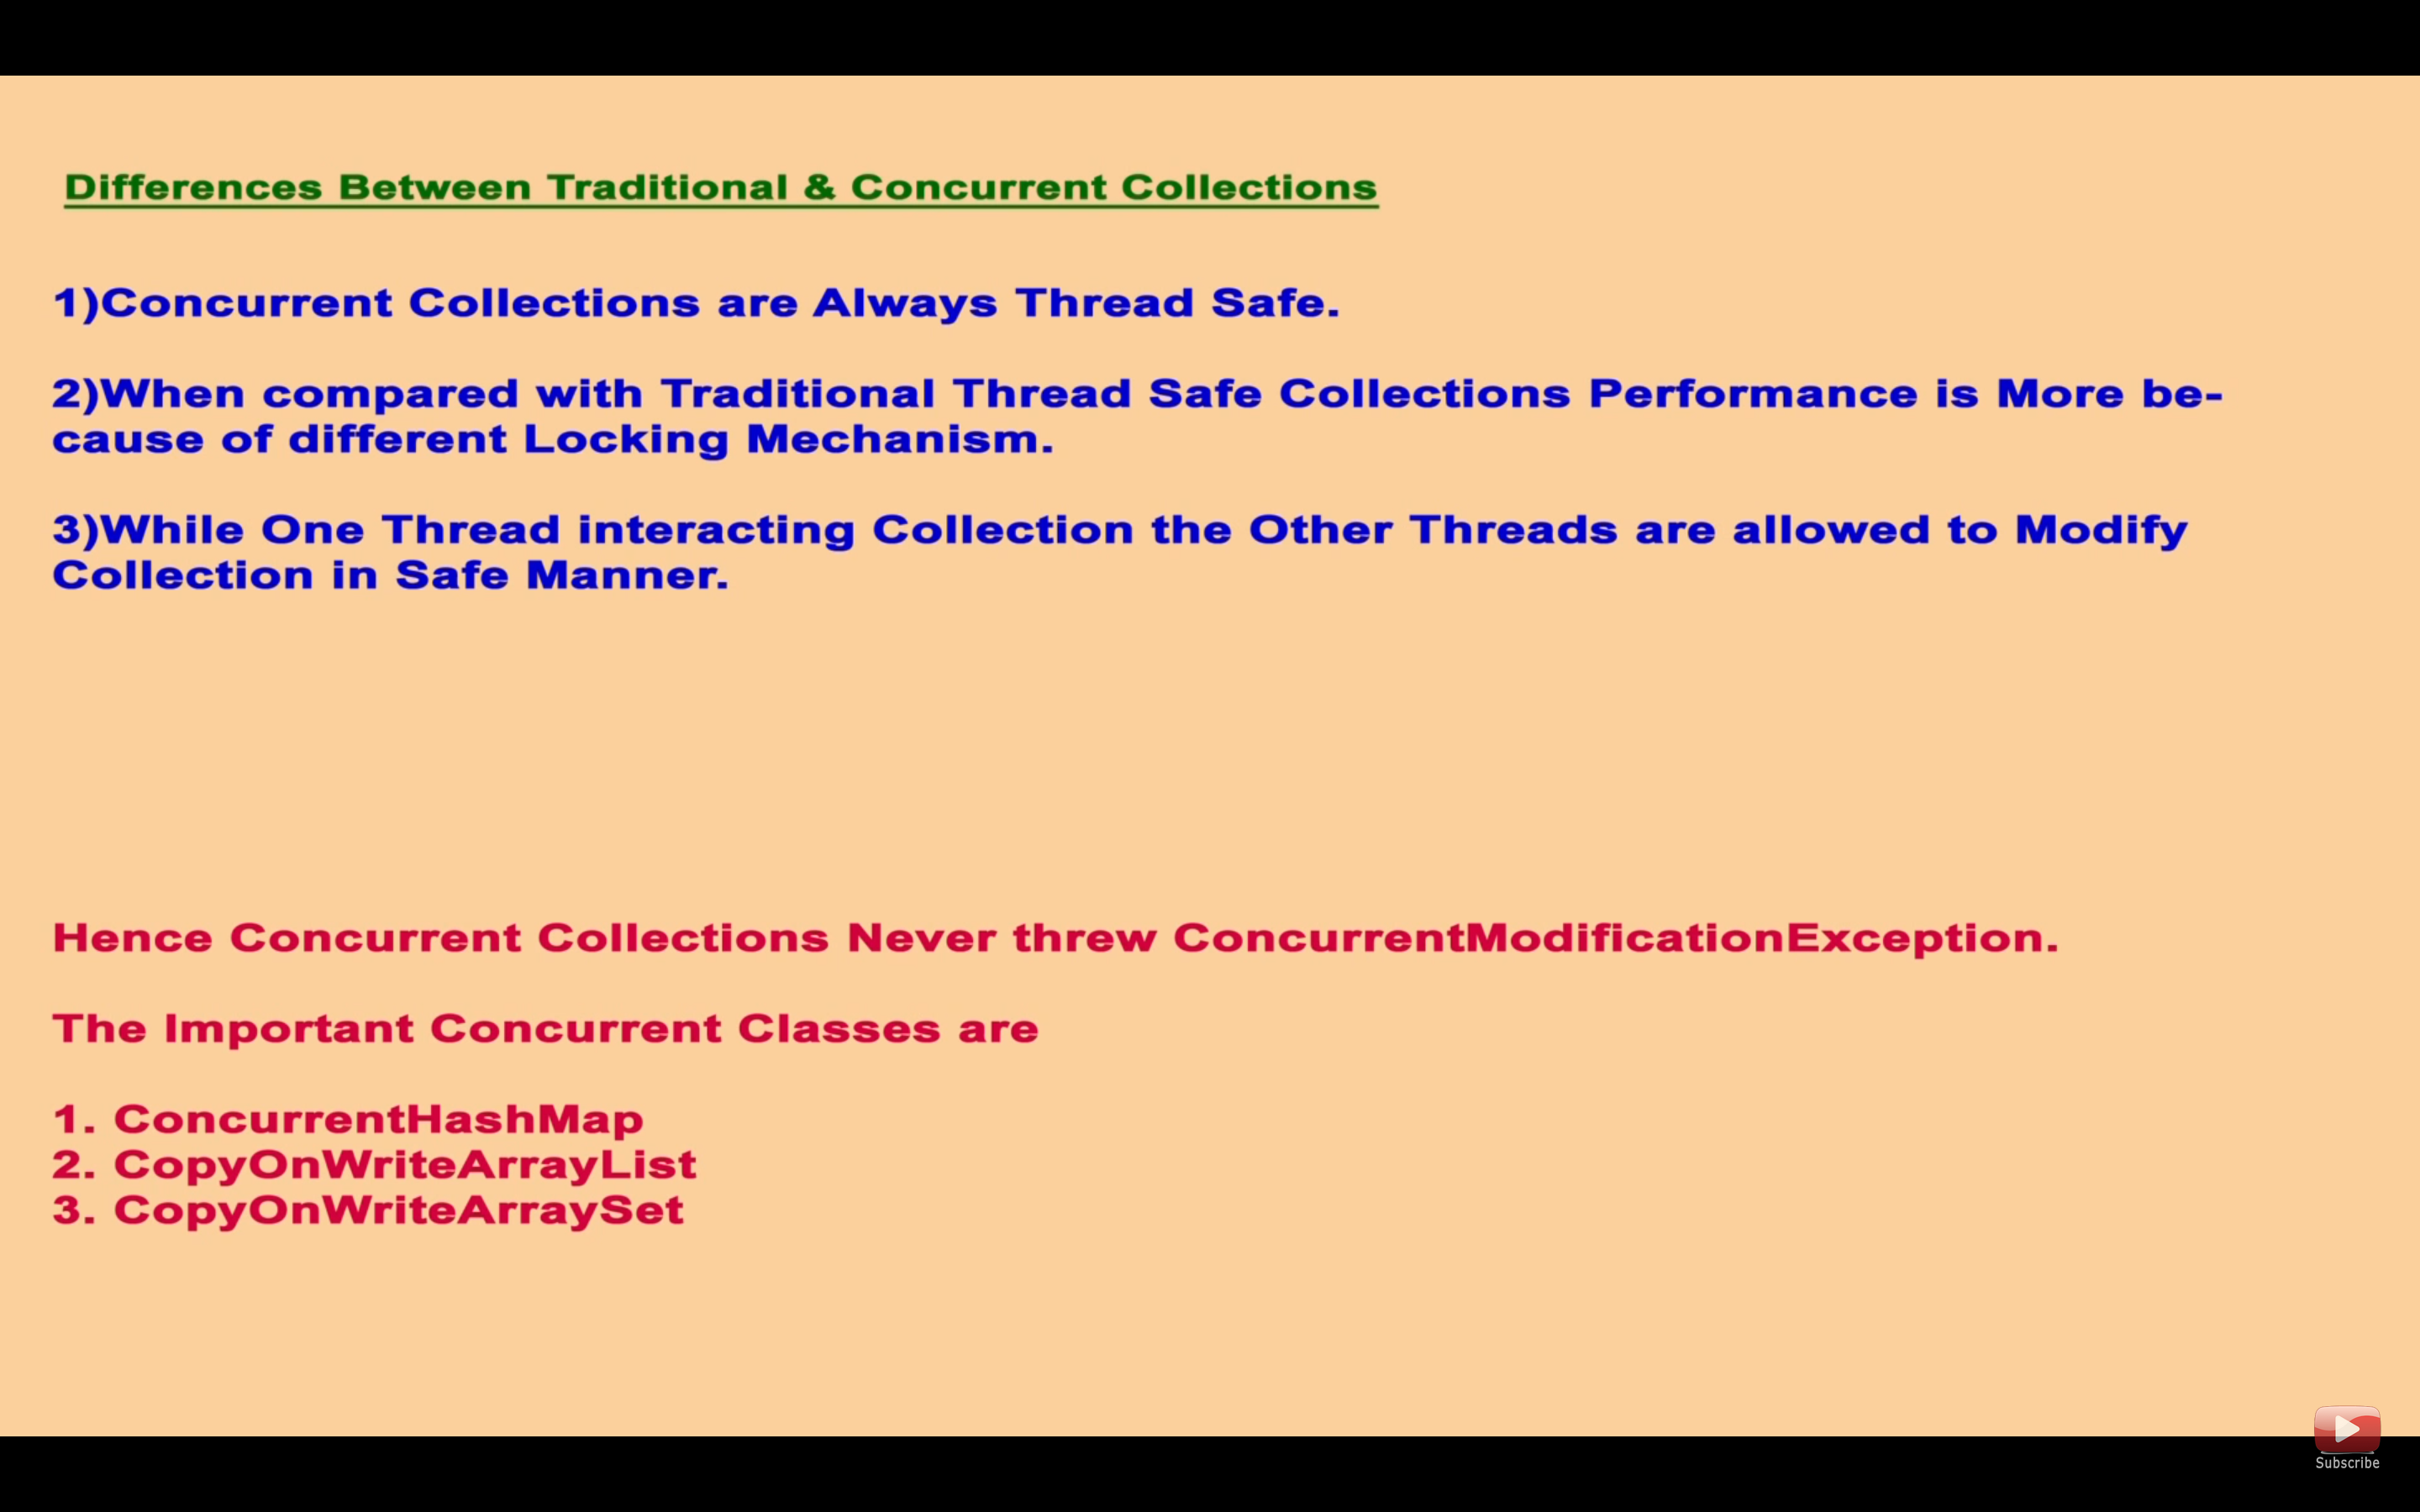 Differences Between Traditional & Concurrent Collections
1)Concurrent Collections are Always Thread Safe.
2)When compared with Traditional Thread Safe Collections Performance is More be-
cause of different Locking Mechanism.
3)While One Thread interacting Collection the Other Threads are allowed to Modify
Collection in Safe Manner.
Hence Concurrent Collections Never threw ConcurrentModificationException.
The Important Concurrent Classes are
1. ConcurrentHashMap
2. CopyOnWriteArrayList
3. CopyOnWriteArraySet
Subscribe